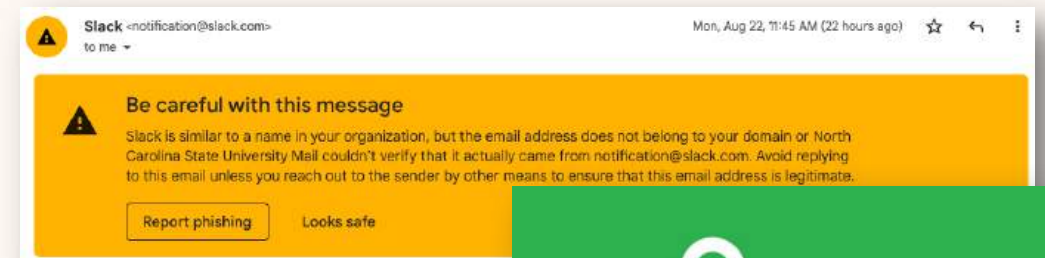 Slack <notification@slack.com>
Mon, Aug 22, 11:45 AM (22 hours ago)
to me
Be careful with this message
Slack is similar to a name in your organization, but the email address does not belong to your domain or North
Carolina State University Mail couldn't verify that it actually came from notification@slack.com. Avoid replying
to this email unless you reach out to the sender by other means to ensure that this email address is legitimate.
Report phishing
Looks safe